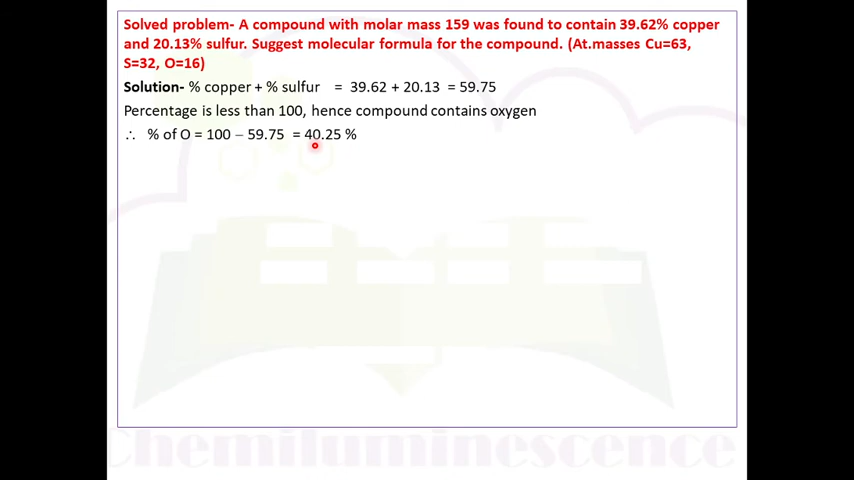 Solved problem- A compound with molar mass 159 was found to contain 39.62% copper
and 20.13% sulfur. Suggest molecular formula for the compound. (At.masses Cu=63,
S=32, O=16)
Solution- % copper + % sulfur = 39.62 + 20.13 = 59.75
Percentage is less than 100, hence compound contains oxygen
∴ % of O = 100 – 59.75 = 40.25 %
Chemiluminescence